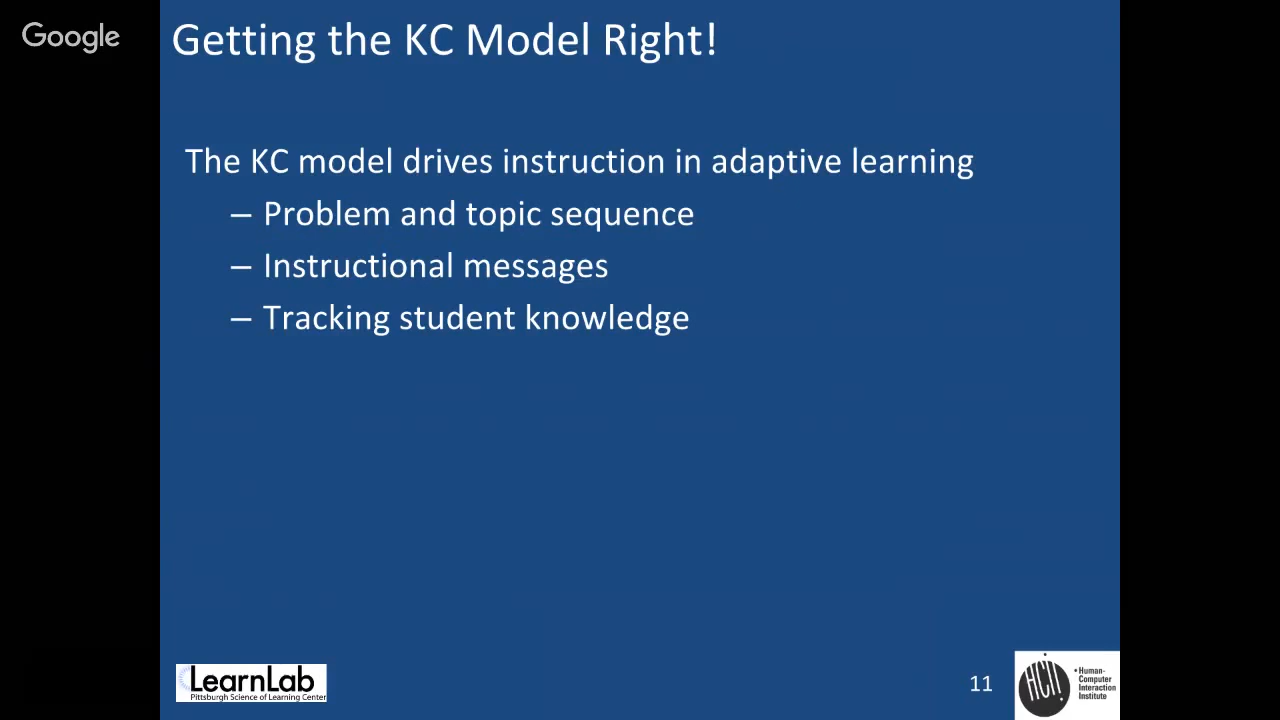 Google
Getting the KC Model Right!
The KC model drives instruction in adaptive learning
– Problem and topic sequence
– Instructional messages
– Tracking student knowledge
LearnLab
Pittsburgh Science of Learning Center
11
HCII
• Human-
Computer
Interaction
Institute